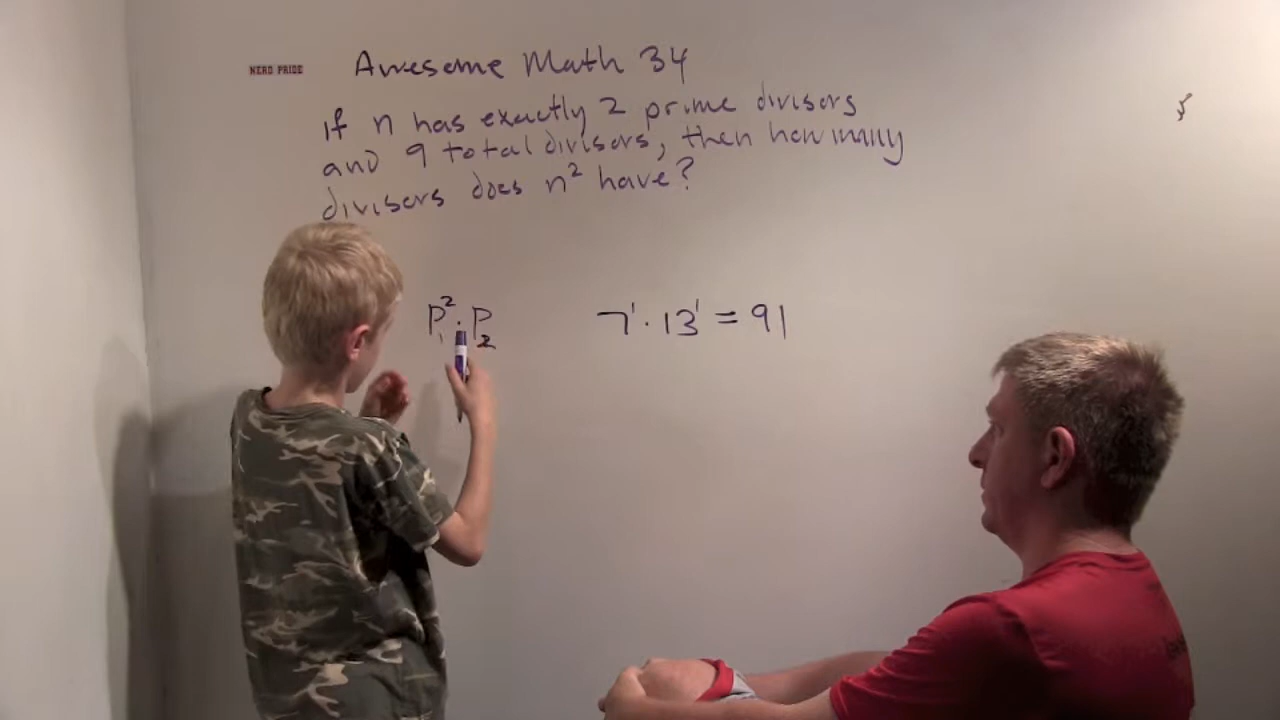 NERD PRIDE
Awesome Math 34
If n has exactly 2 prime divisors
and 9 total divisors, then how many
divisors does n² have?
P₁² · P₂
7¹ · 13¹ = 91